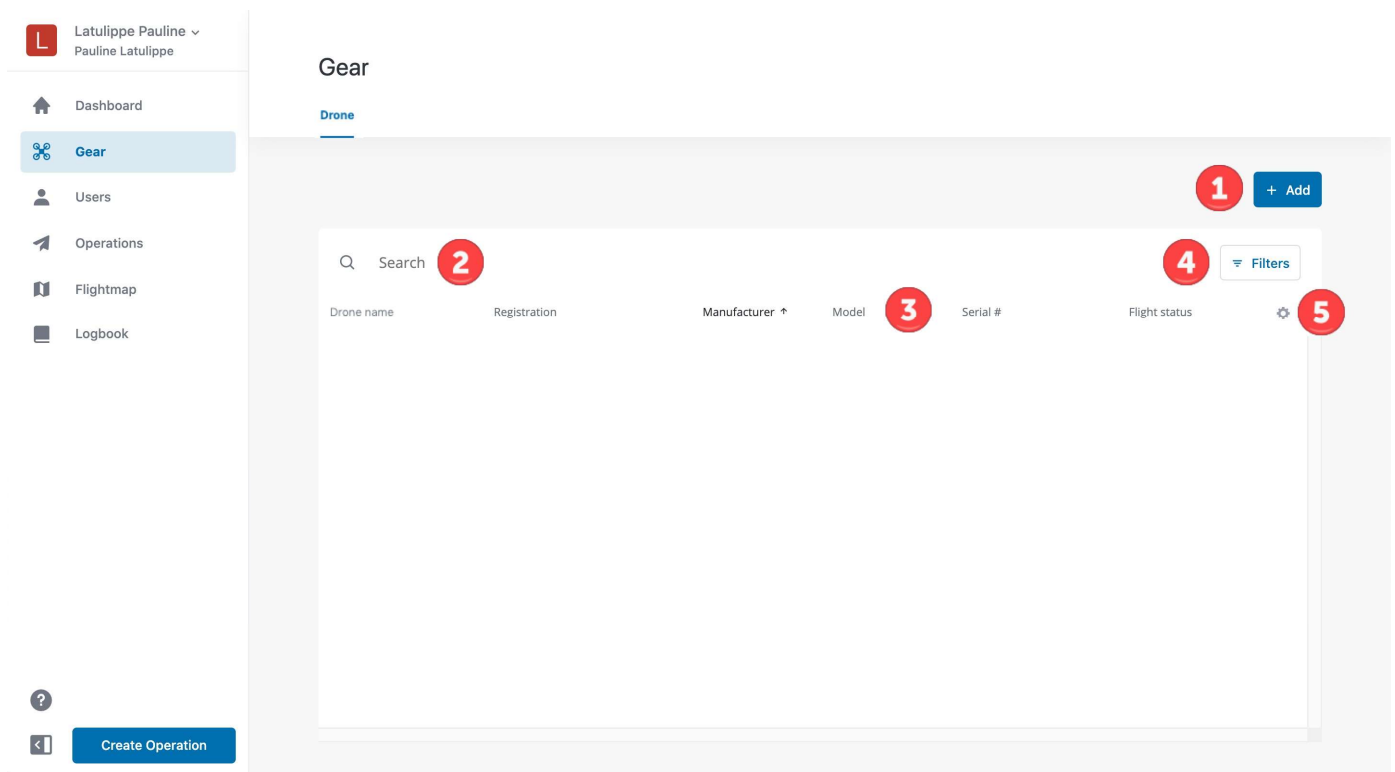 L
Latulippe Pauline
Pauline Latulippe
Dashboard
Gear
Users
Operations
Flightmap
Logbook
?
Create Operation
Gear
Drone
1
+ Add
Search
2
4
Filters
Drone name Registration Manufacturer ↑ Model 3 Serial # Flight status 5